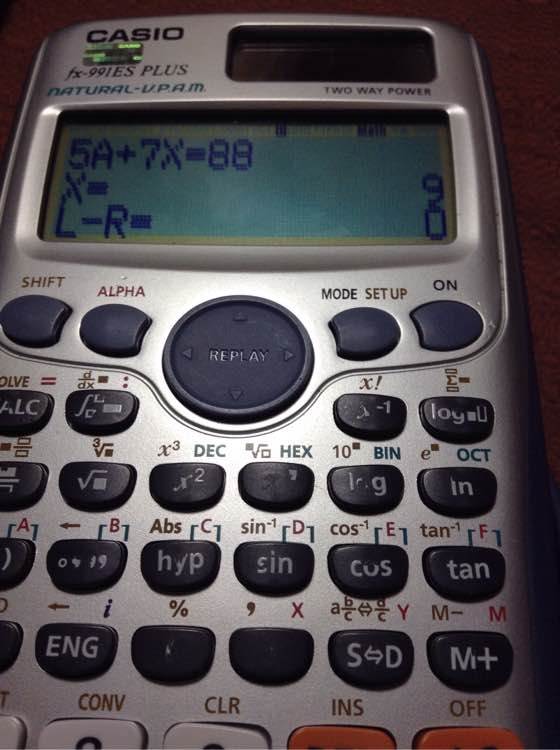 CASIO
fx-991ES PLUS
NATURAL-V.P.A.M.
TWO WAY POWER
Math
5A+7X=88
X= 9
L-R= 0
SHIFT ALPHA MODE SETUP ON
= d/dx : x! Σ
x⁻¹ log
∛ x³ DEC HEX 10 BIN e OCT
√ x² log ln
A ← B Abs C sin⁻¹ D cos⁻¹ E tan⁻¹ F
) hyp sin cos tan
← i % , X a b/c⇔d/c Y M− M
ENG S⇔D M+
CONV CLR INS OFF